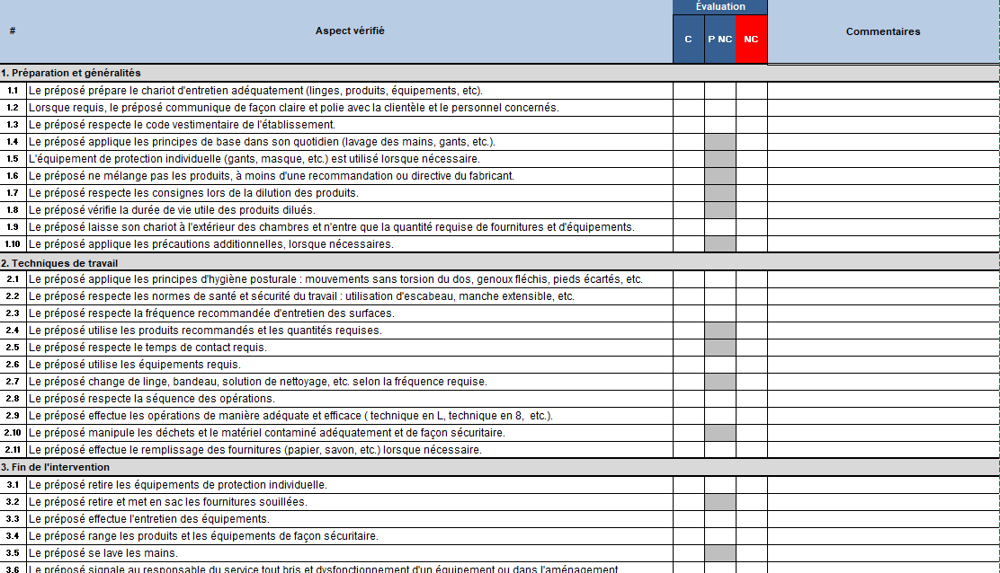 Évaluation
# Aspect vérifié C P NC NC Commentaires
1. Préparation et généralités
1.1 Le préposé prépare le chariot d'entretien adéquatement (linges, produits, équipements, etc).
1.2 Lorsque requis, le préposé communique de façon claire et polie avec la clientèle et le personnel concernés.
1.3 Le préposé respecte le code vestimentaire de l'établissement.
1.4 Le préposé applique les principes de base dans son quotidien (lavage des mains, gants, etc.).
1.5 L'équipement de protection individuelle (gants, masque, etc.) est utilisé lorsque nécessaire.
1.6 Le préposé ne mélange pas les produits, à moins d'une recommandation ou directive du fabricant.
1.7 Le préposé respecte les consignes lors de la dilution des produits.
1.8 Le préposé vérifie la durée de vie utile des produits dilués.
1.9 Le préposé laisse son chariot à l'extérieur des chambres et n'entre que la quantité requise de fournitures et d'équipements.
1.10 Le préposé applique les précautions additionnelles, lorsque nécessaires.
2. Techniques de travail
2.1 Le préposé applique les principes d'hygiène posturale : mouvements sans torsion du dos, genoux fléchis, pieds écartés, etc.
2.2 Le préposé respecte les normes de santé et sécurité du travail : utilisation d'escabeau, manche extensible, etc.
2.3 Le préposé respecte la fréquence recommandée d'entretien des surfaces.
2.4 Le préposé utilise les produits recommandés et les quantités requises.
2.5 Le préposé respecte le temps de contact requis.
2.6 Le préposé utilise les équipements requis.
2.7 Le préposé change de linge, bandeau, solution de nettoyage, etc. selon la fréquence requise.
2.8 Le préposé respecte la séquence des opérations.
2.9 Le préposé effectue les opérations de manière adéquate et efficace ( technique en L, technique en 8, etc.).
2.10 Le préposé manipule les déchets et le matériel contaminé adéquatement et de façon sécuritaire.
2.11 Le préposé effectue le remplissage des fournitures (papier, savon, etc.) lorsque nécessaire.
3. Fin de l'intervention
3.1 Le préposé retire les équipements de protection individuelle.
3.2 Le préposé retire et met en sac les fournitures souillées.
3.3 Le préposé effectue l'entretien des équipements.
3.4 Le préposé range les produits et les équipements de façon sécuritaire.
3.5 Le préposé se lave les mains.
3.6 Le préposé signale au responsable du service tout bris et dysfonctionnement d'un équipement ou dans l'aménagement